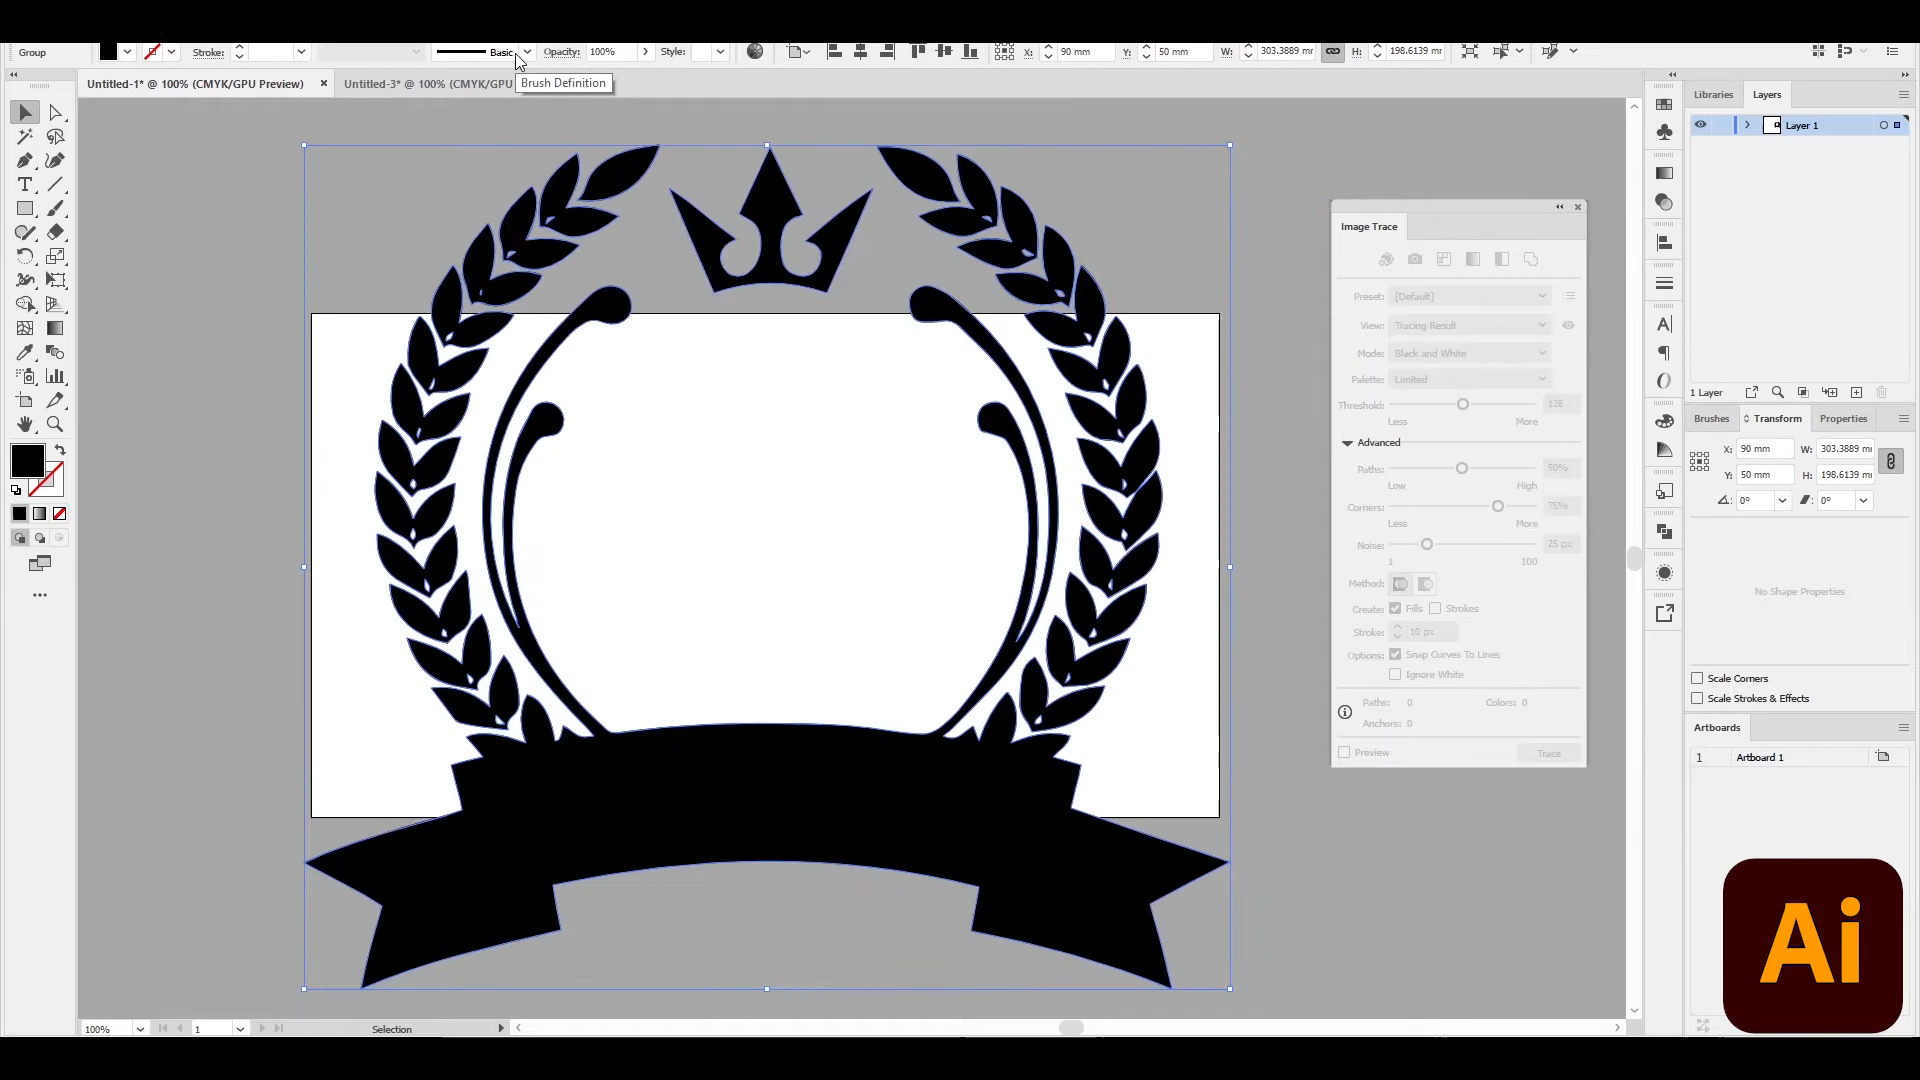 Group
Stroke:
Basic
Opacity: 100%
Style:
X: 90 mm
Y: 50 mm
W: 303.3889 mm
H: 198.6139 mm
Untitled-1* @ 100% (CMYK/GPU Preview)
Untitled-3* @ 100% (CMYK/GPU
Brush Definition
Libraries
Layers
Layer 1
Image Trace
Preset: [Default]
View: Tracing Result
Mode: Black and White
Palette: Limited
Threshold: 128
Less More
Advanced
Paths: 50%
Low High
Corners: 75%
Less More
Noise: 25 px
1 100
Method:
Create: Fills Strokes
Stroke: 10 px
Options: Snap Curves To Lines
Ignore White
Paths: 0 Colors: 0
Anchors: 0
Preview Trace
1 Layer
Brushes
Transform
Properties
X: 90 mm W: 303.3889 m
Y: 50 mm H: 198.6139 m
0° 0°
No Shape Properties
Scale Corners
Scale Strokes & Effects
Artboards
1 Artboard 1
Ai
100% 1 Selection